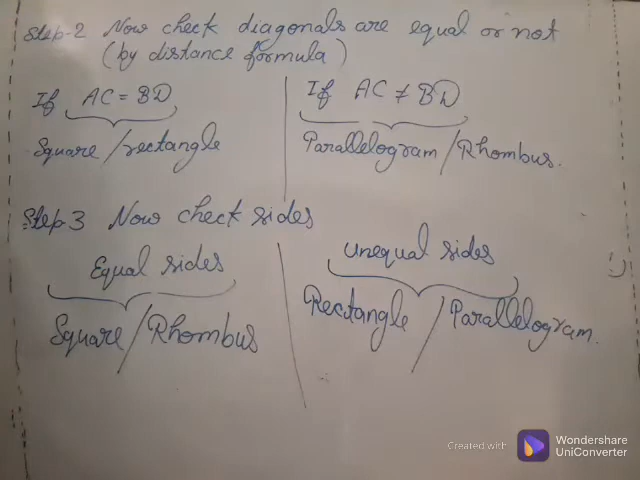 Step-2 Now check diagonals are equal or not
(by distance formula)
If AC = BD
Square/rectangle
If AC ≠ BD
Parallelogram/Rhombus.
Step-3 Now check sides
Equal sides
Square/Rhombus
Unequal sides
Rectangle/Parallelogram.
Created with
Wondershare
UniConverter